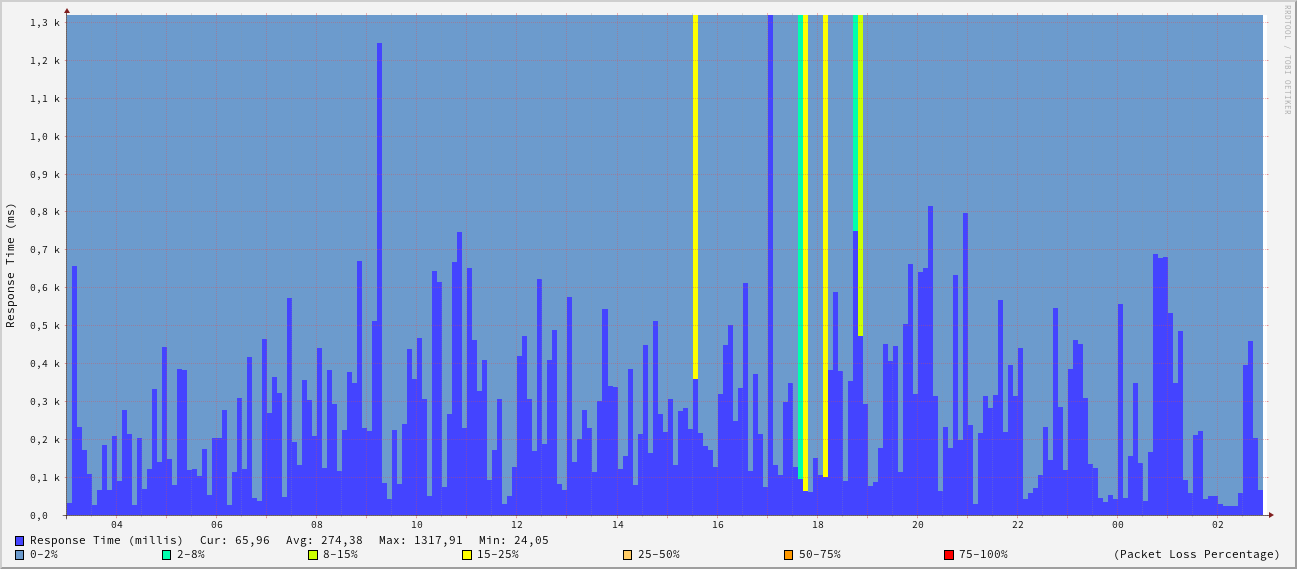 RRDTOOL / TOBI OETIKER
Response Time (ms)
1,3 k
1,2 k
1,1 k
1,0 k
0,9 k
0,8 k
0,7 k
0,6 k
0,5 k
0,4 k
0,3 k
0,2 k
0,1 k
0,0
04 06 08 10 12 14 16 18 20 22 00 02
Response Time (millis) Cur: 65,96 Avg: 274,38 Max: 1317,91 Min: 24,05
0-2% 2-8% 8-15% 15-25% 25-50% 50-75% 75-100% (Packet Loss Percentage)